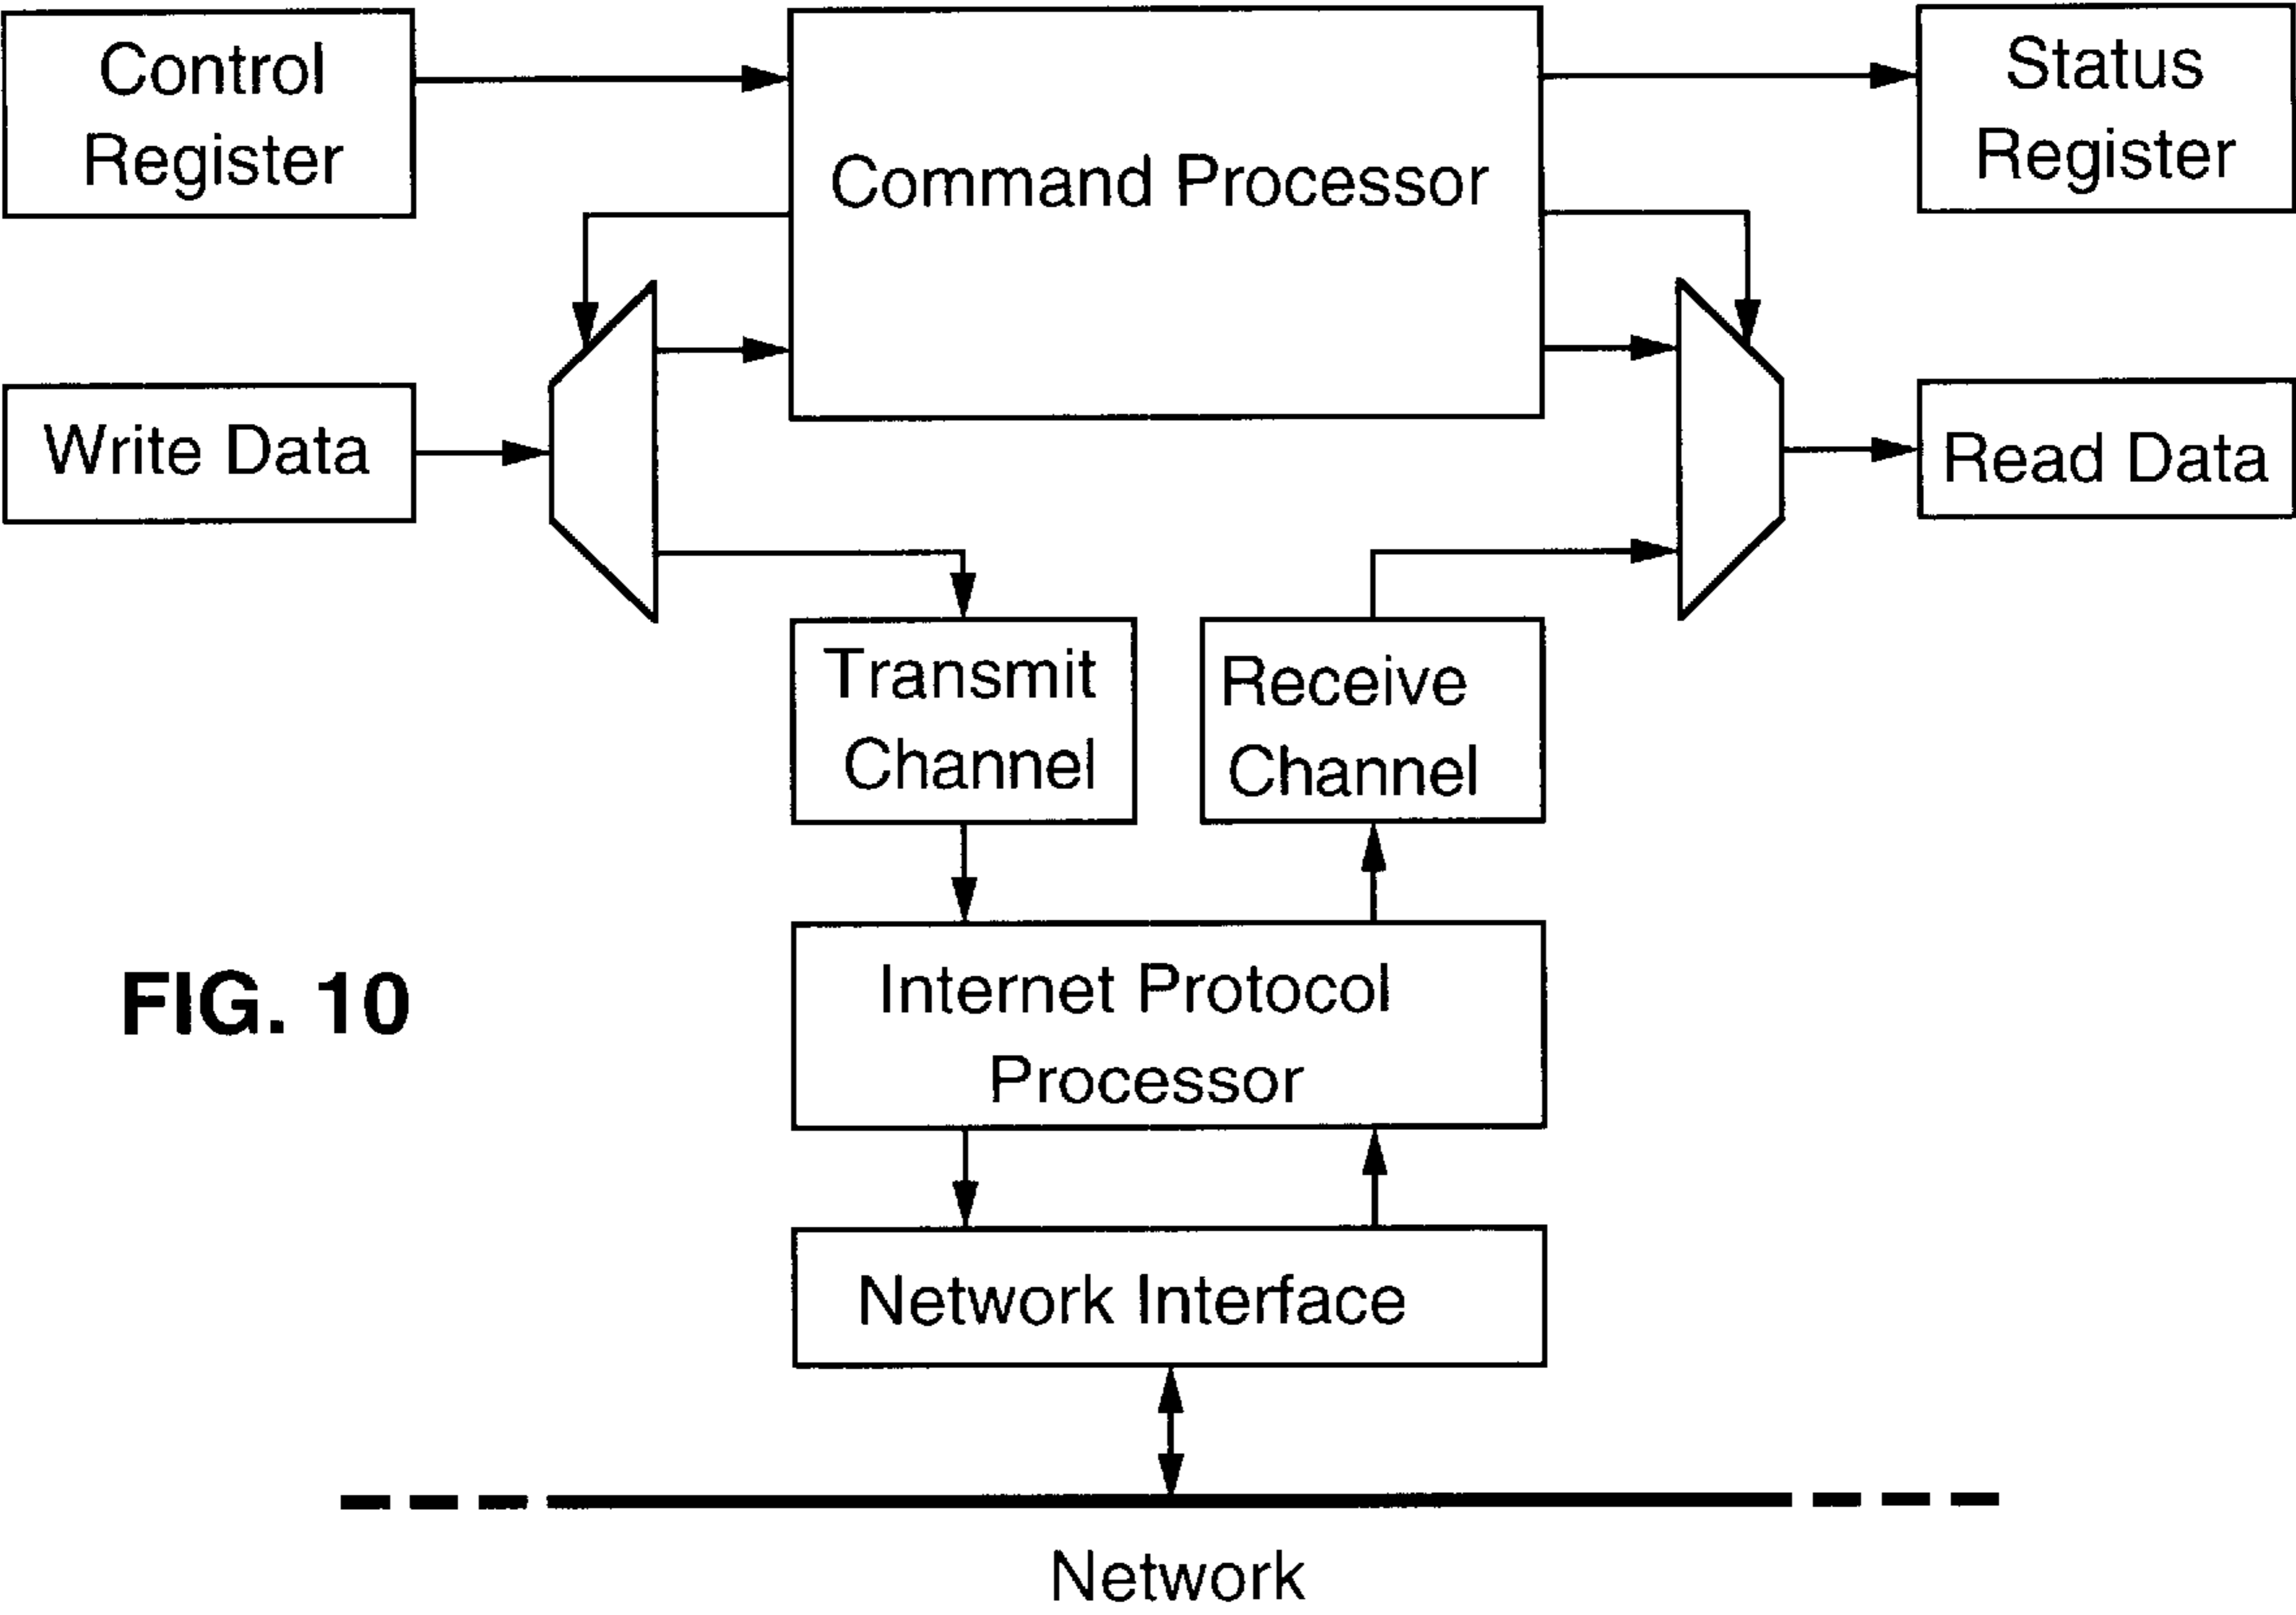 Control
Register
Command Processor
Status
Register
Write Data
Read Data
Transmit
Channel
Receive
Channel
Internet Protocol
Processor
FIG. 10
Network Interface
Network